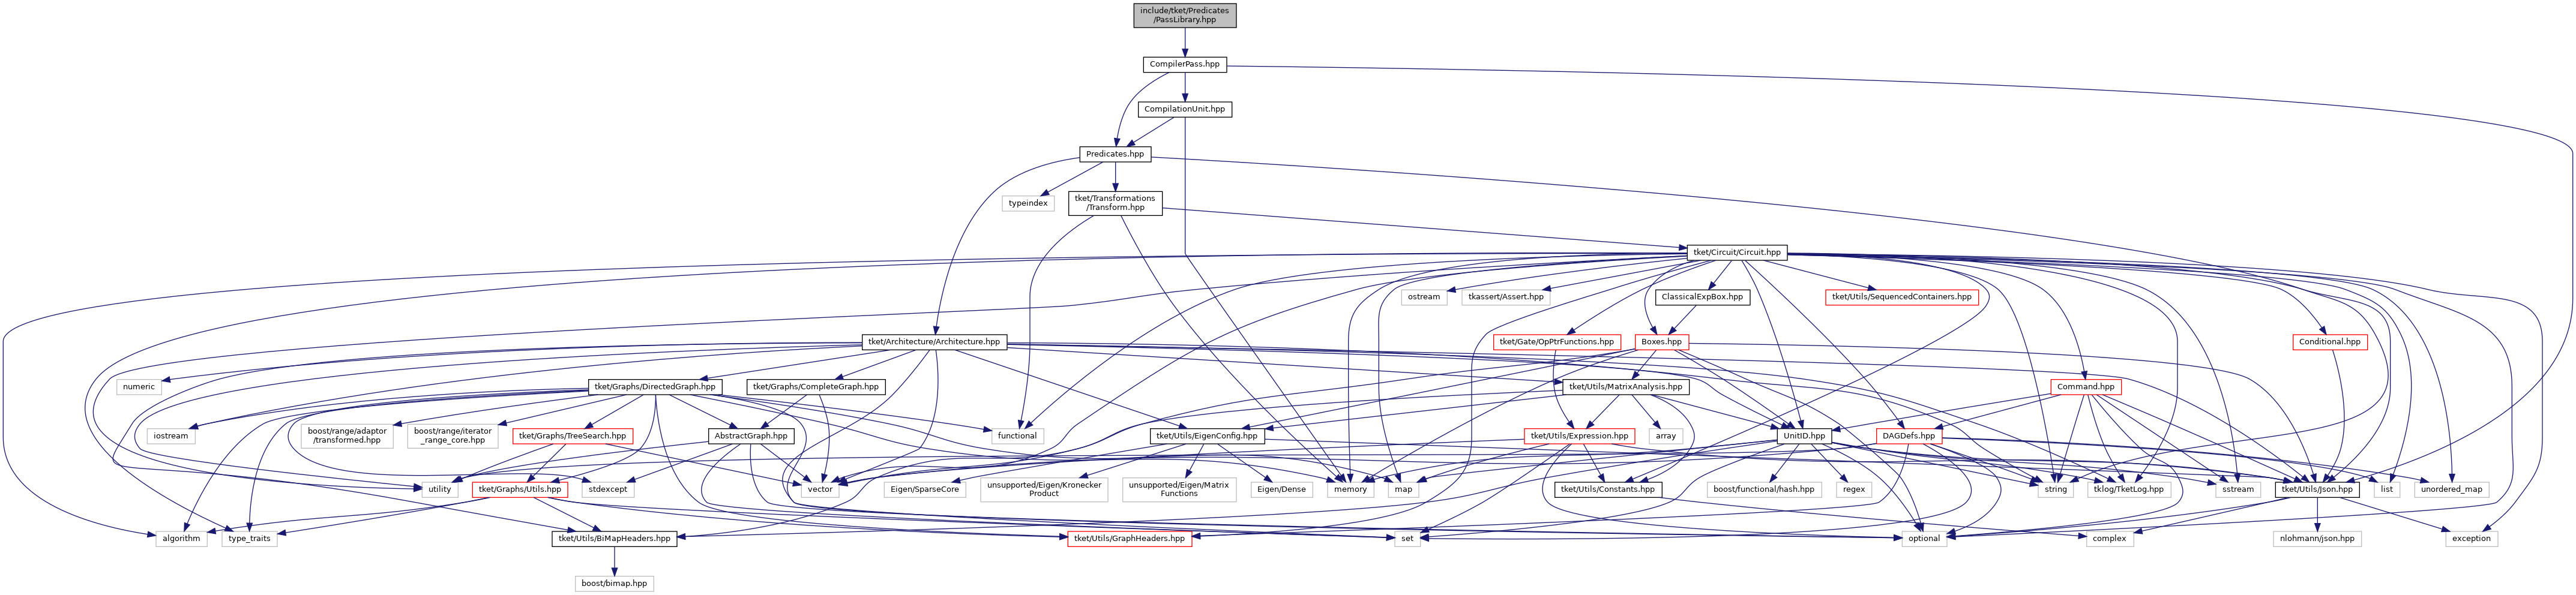 include/tket/Predicates
/PassLibrary.hpp
CompilerPass.hpp
CompilationUnit.hpp
Predicates.hpp
typeindex
tket/Transformations
/Transform.hpp
tket/Circuit/Circuit.hpp
ostream
tkassert/Assert.hpp
ClassicalExpBox.hpp
tket/Utils/SequencedContainers.hpp
tket/Architecture/Architecture.hpp
tket/Gate/OpPtrFunctions.hpp
Boxes.hpp
Conditional.hpp
numeric
tket/Graphs/DirectedGraph.hpp
tket/Graphs/CompleteGraph.hpp
tket/Utils/MatrixAnalysis.hpp
Command.hpp
iostream
boost/range/adaptor
/transformed.hpp
boost/range/iterator
_range_core.hpp
tket/Graphs/TreeSearch.hpp
AbstractGraph.hpp
functional
tket/Utils/EigenConfig.hpp
tket/Utils/Expression.hpp
array
UnitID.hpp
DAGDefs.hpp
utility
tket/Graphs/Utils.hpp
stdexcept
vector
Eigen/SparseCore
unsupported/Eigen/Kronecker
Product
unsupported/Eigen/Matrix
Functions
Eigen/Dense
memory
map
tket/Utils/Constants.hpp
boost/functional/hash.hpp
regex
string
tklog/TketLog.hpp
sstream
tket/Utils/Json.hpp
list
unordered_map
algorithm
type_traits
tket/Utils/BiMapHeaders.hpp
tket/Utils/GraphHeaders.hpp
set
optional
complex
nlohmann/json.hpp
exception
boost/bimap.hpp